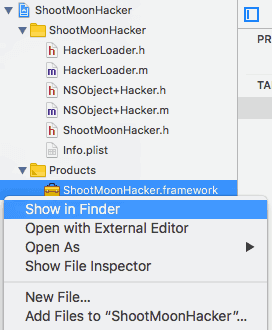 ShootMoonHacker
ShootMoonHacker
HackerLoader.h
HackerLoader.m
NSObject+Hacker.h
NSObject+Hacker.m
ShootMoonHacker.h
Info.plist
Products
ShootMoonHacker.framework
Show in Finder
Open with External Editor
Open As
Show File Inspector
New File...
Add Files to “ShootMoonHacker”...
PR
TA